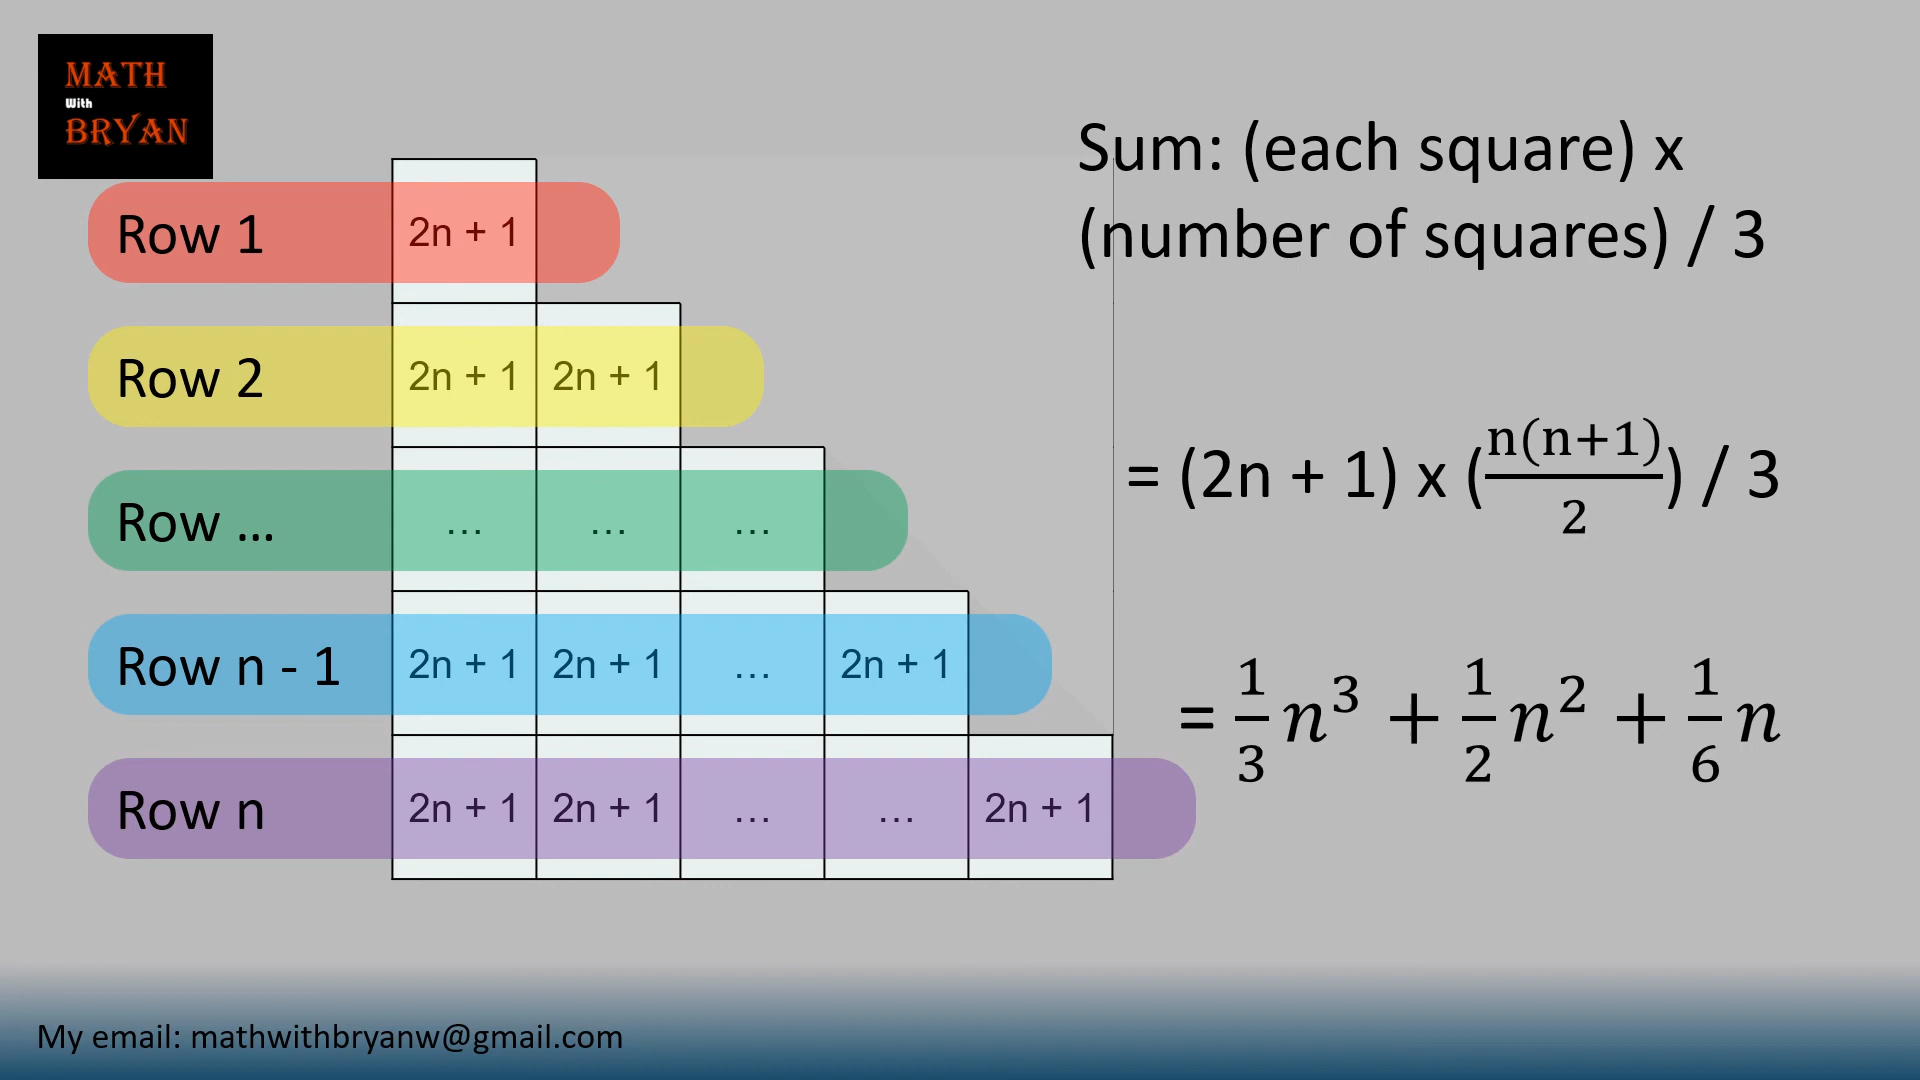 MATH
With
BRYAN
Sum: (each square) x
(number of squares) / 3
Row 1 2n + 1
Row 2 2n + 1 2n + 1
Row ... ... ... ...
Row n - 1 2n + 1 2n + 1 ... 2n + 1
Row n 2n + 1 2n + 1 ... ... 2n + 1
= (2n + 1) x (n(n+1)/2) / 3
= 1/3 n³ + 1/2 n² + 1/6 n
My email: mathwithbryanw@gmail.com